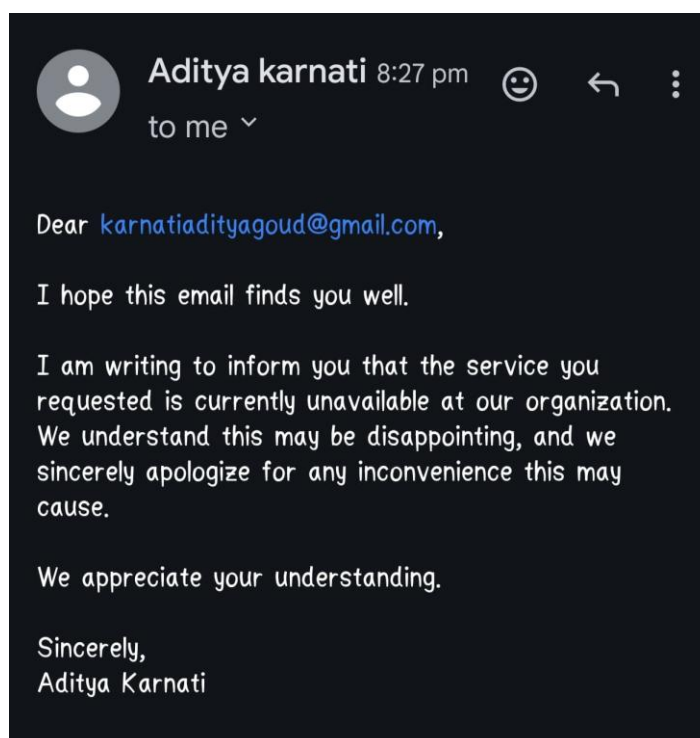 Aditya karnati 8:27 pm
to me
Dear karnatiadityagoud@gmail.com,
I hope this email finds you well.
I am writing to inform you that the service you
requested is currently unavailable at our organization.
We understand this may be disappointing, and we
sincerely apologize for any inconvenience this may
cause.
We appreciate your understanding.
Sincerely,
Aditya Karnati